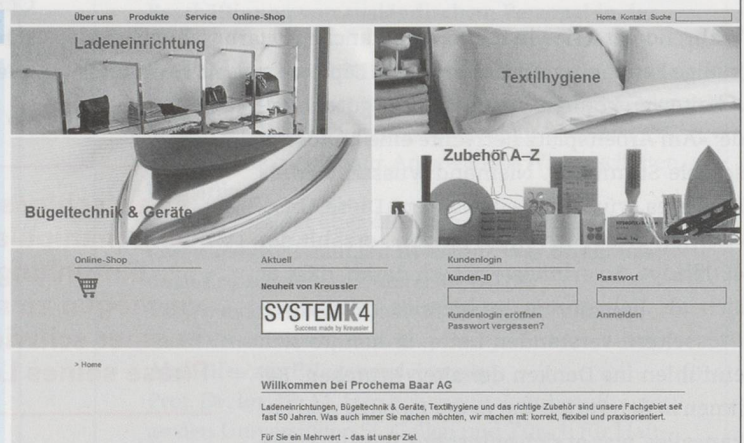 Über uns Produkte Service Online-Shop Home Kontakt Suche
Ladeneinrichtung
Textilhygiene
Zubehör A–Z
Bügeltechnik & Geräte
Online-Shop
Aktuell
Neuheit von Kreussler
SYSTEMK4
Success made by Kreussler
Kundenlogin
Kunden-ID
Passwort
Kundenlogin eröffnen
Anmelden
Passwort vergessen?
> Home
Willkommen bei Prochema Baar AG
Ladeneinrichtungen, Bügeltechnik & Geräte, Textilhygiene und das richtige Zubehör sind unsere Fachgebiet seit
fast 50 Jahren. Was auch immer Sie machen möchten, wir machen mit: korrekt, flexibel und praxisorientiert.
Für Sie ein Mehrwert - das ist unser Ziel.